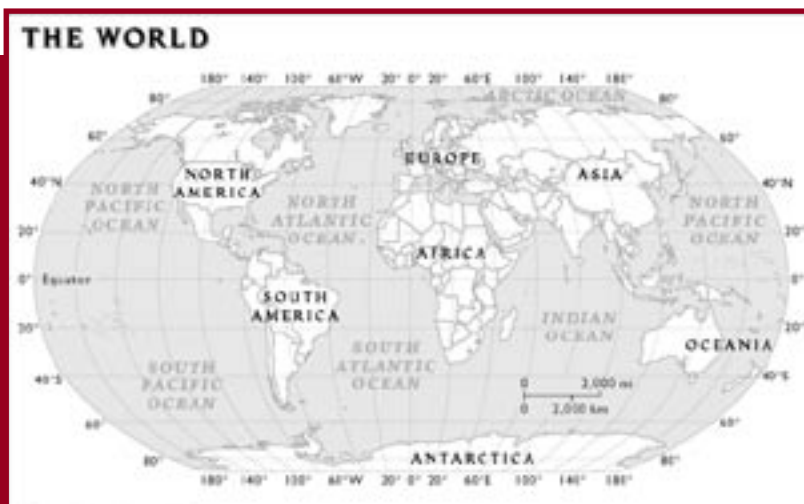 THE WORLD
180° 140° 100° 60°W 20° 0° 20° 60°E 100° 140° 180°
ARCTIC OCEAN
80° 80°
60° 60°
EUROPE
NORTH AMERICA
ASIA
40°N 40°N
NORTH PACIFIC OCEAN
NORTH ATLANTIC OCEAN
NORTH PACIFIC OCEAN
20° 20°
AFRICA
Equator 0° 0°
SOUTH AMERICA
INDIAN OCEAN
20° 20°
OCEANIA
SOUTH PACIFIC OCEAN
SOUTH ATLANTIC OCEAN
40°S 40°S
0 2,000 mi
0 2,000 km
60° 60°
ANTARCTICA
80° 80°
180° 140° 100° 60°W 20° 0° 20° 60°E 100° 140° 180°